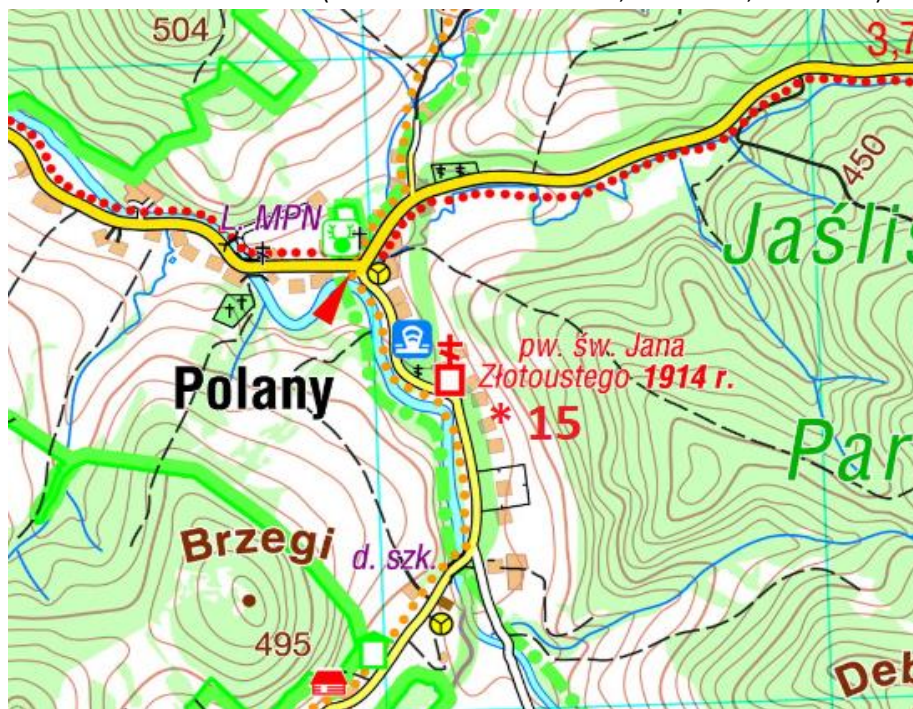 504
3,7
L. MPN
450
Jaślis
pw. św. Jana
Złotoustego 1914 r.
Polany
* 15
Par
Brzegi
d. szk.
495
Deb